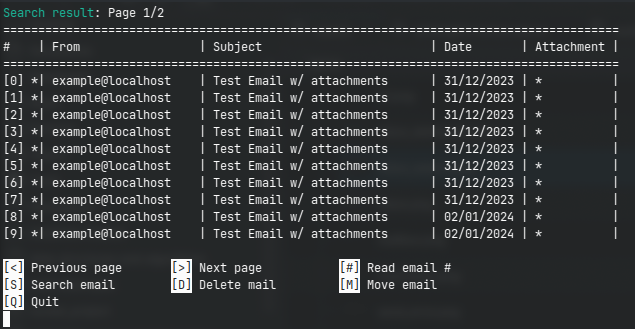 Search result: Page 1/2
=======================================================================================
#    | From                | Subject                      | Date       | Attachment |
=======================================================================================
[0] *| example@localhost    | Test Email w/ attachments      | 31/12/2023 | *          |
[1] *| example@localhost    | Test Email w/ attachments      | 31/12/2023 | *          |
[2] *| example@localhost    | Test Email w/ attachments      | 31/12/2023 | *          |
[3] *| example@localhost    | Test Email w/ attachments      | 31/12/2023 | *          |
[4] *| example@localhost    | Test Email w/ attachments      | 31/12/2023 | *          |
[5] *| example@localhost    | Test Email w/ attachments      | 31/12/2023 | *          |
[6] *| example@localhost    | Test Email w/ attachments      | 31/12/2023 | *          |
[7] *| example@localhost    | Test Email w/ attachments      | 31/12/2023 | *          |
[8] *| example@localhost    | Test Email w/ attachments      | 02/01/2024 | *          |
[9] *| example@localhost    | Test Email w/ attachments      | 02/01/2024 | *          |
[<] Previous page       [>] Next page           [#] Read email #
[S] Search email        [D] Delete mail         [M] Move email
[Q] Quit